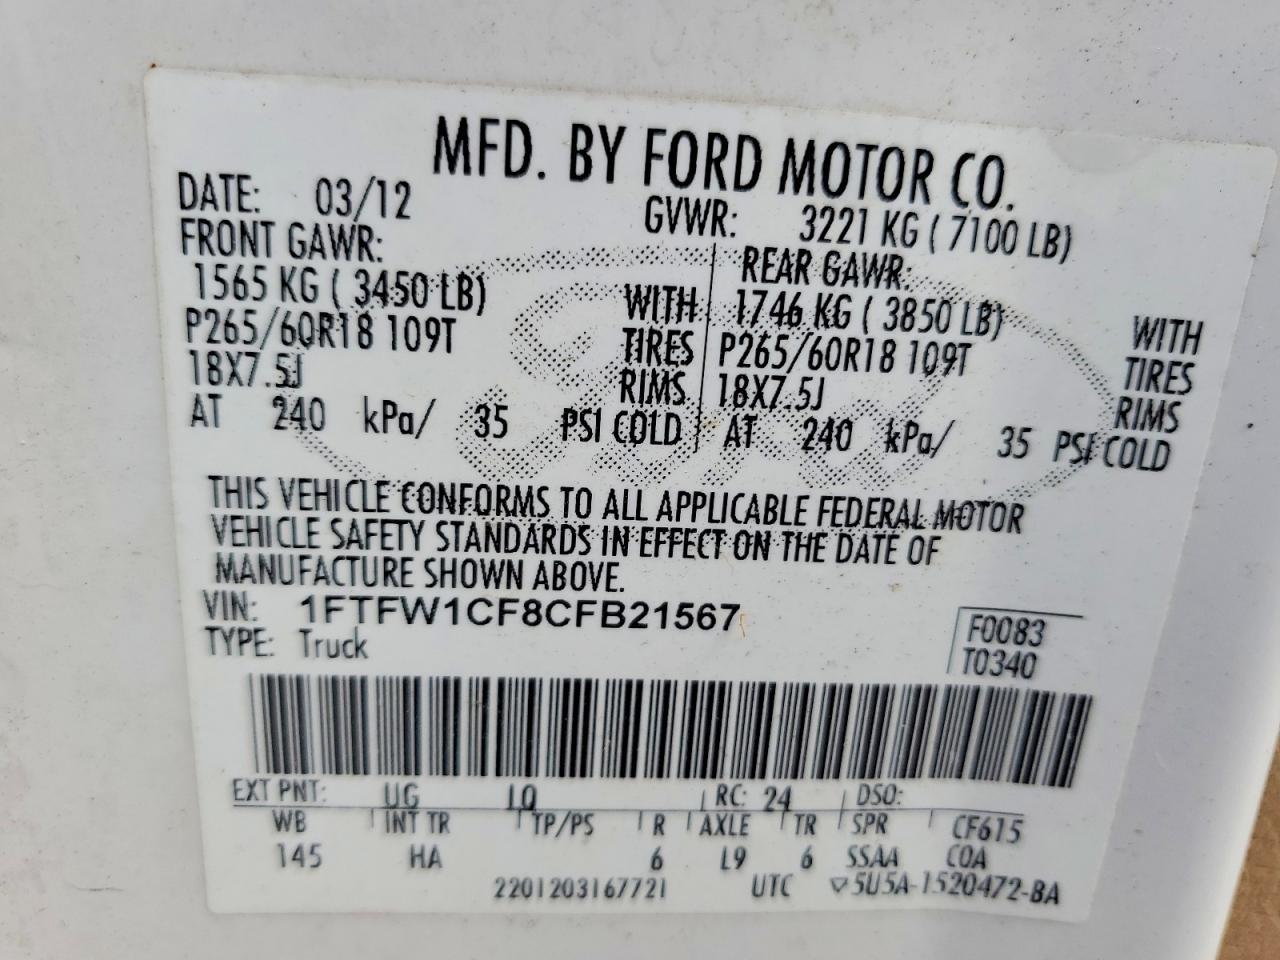 MFD. BY FORD MOTOR CO.
DATE: 03/12 GVWR: 3221 KG ( 7100 LB)
FRONT GAWR: REAR GAWR:
1565 KG ( 3450 LB) WITH 1746 KG ( 3850 LB) WITH
P265/60R18 109T TIRES P265/60R18 109T TIRES
18X7.5J RIMS 18X7.5J RIMS
AT 240 kPa/ 35 PSI COLD AT 240 kPa/ 35 PSI COLD
THIS VEHICLE CONFORMS TO ALL APPLICABLE FEDERAL MOTOR
VEHICLE SAFETY STANDARDS IN EFFECT ON THE DATE OF
MANUFACTURE SHOWN ABOVE.
VIN: 1FTFW1CF8CFB21567
TYPE: Truck
F0083
T0340
EXT PNT: UG RC: 24 DSO:
WB INT TR TP/PS R AXLE TR SPR CF615
145 HA 6 L9 6 SSAA COA
2201203167721 UTC ▽5U5A-1520472-BA